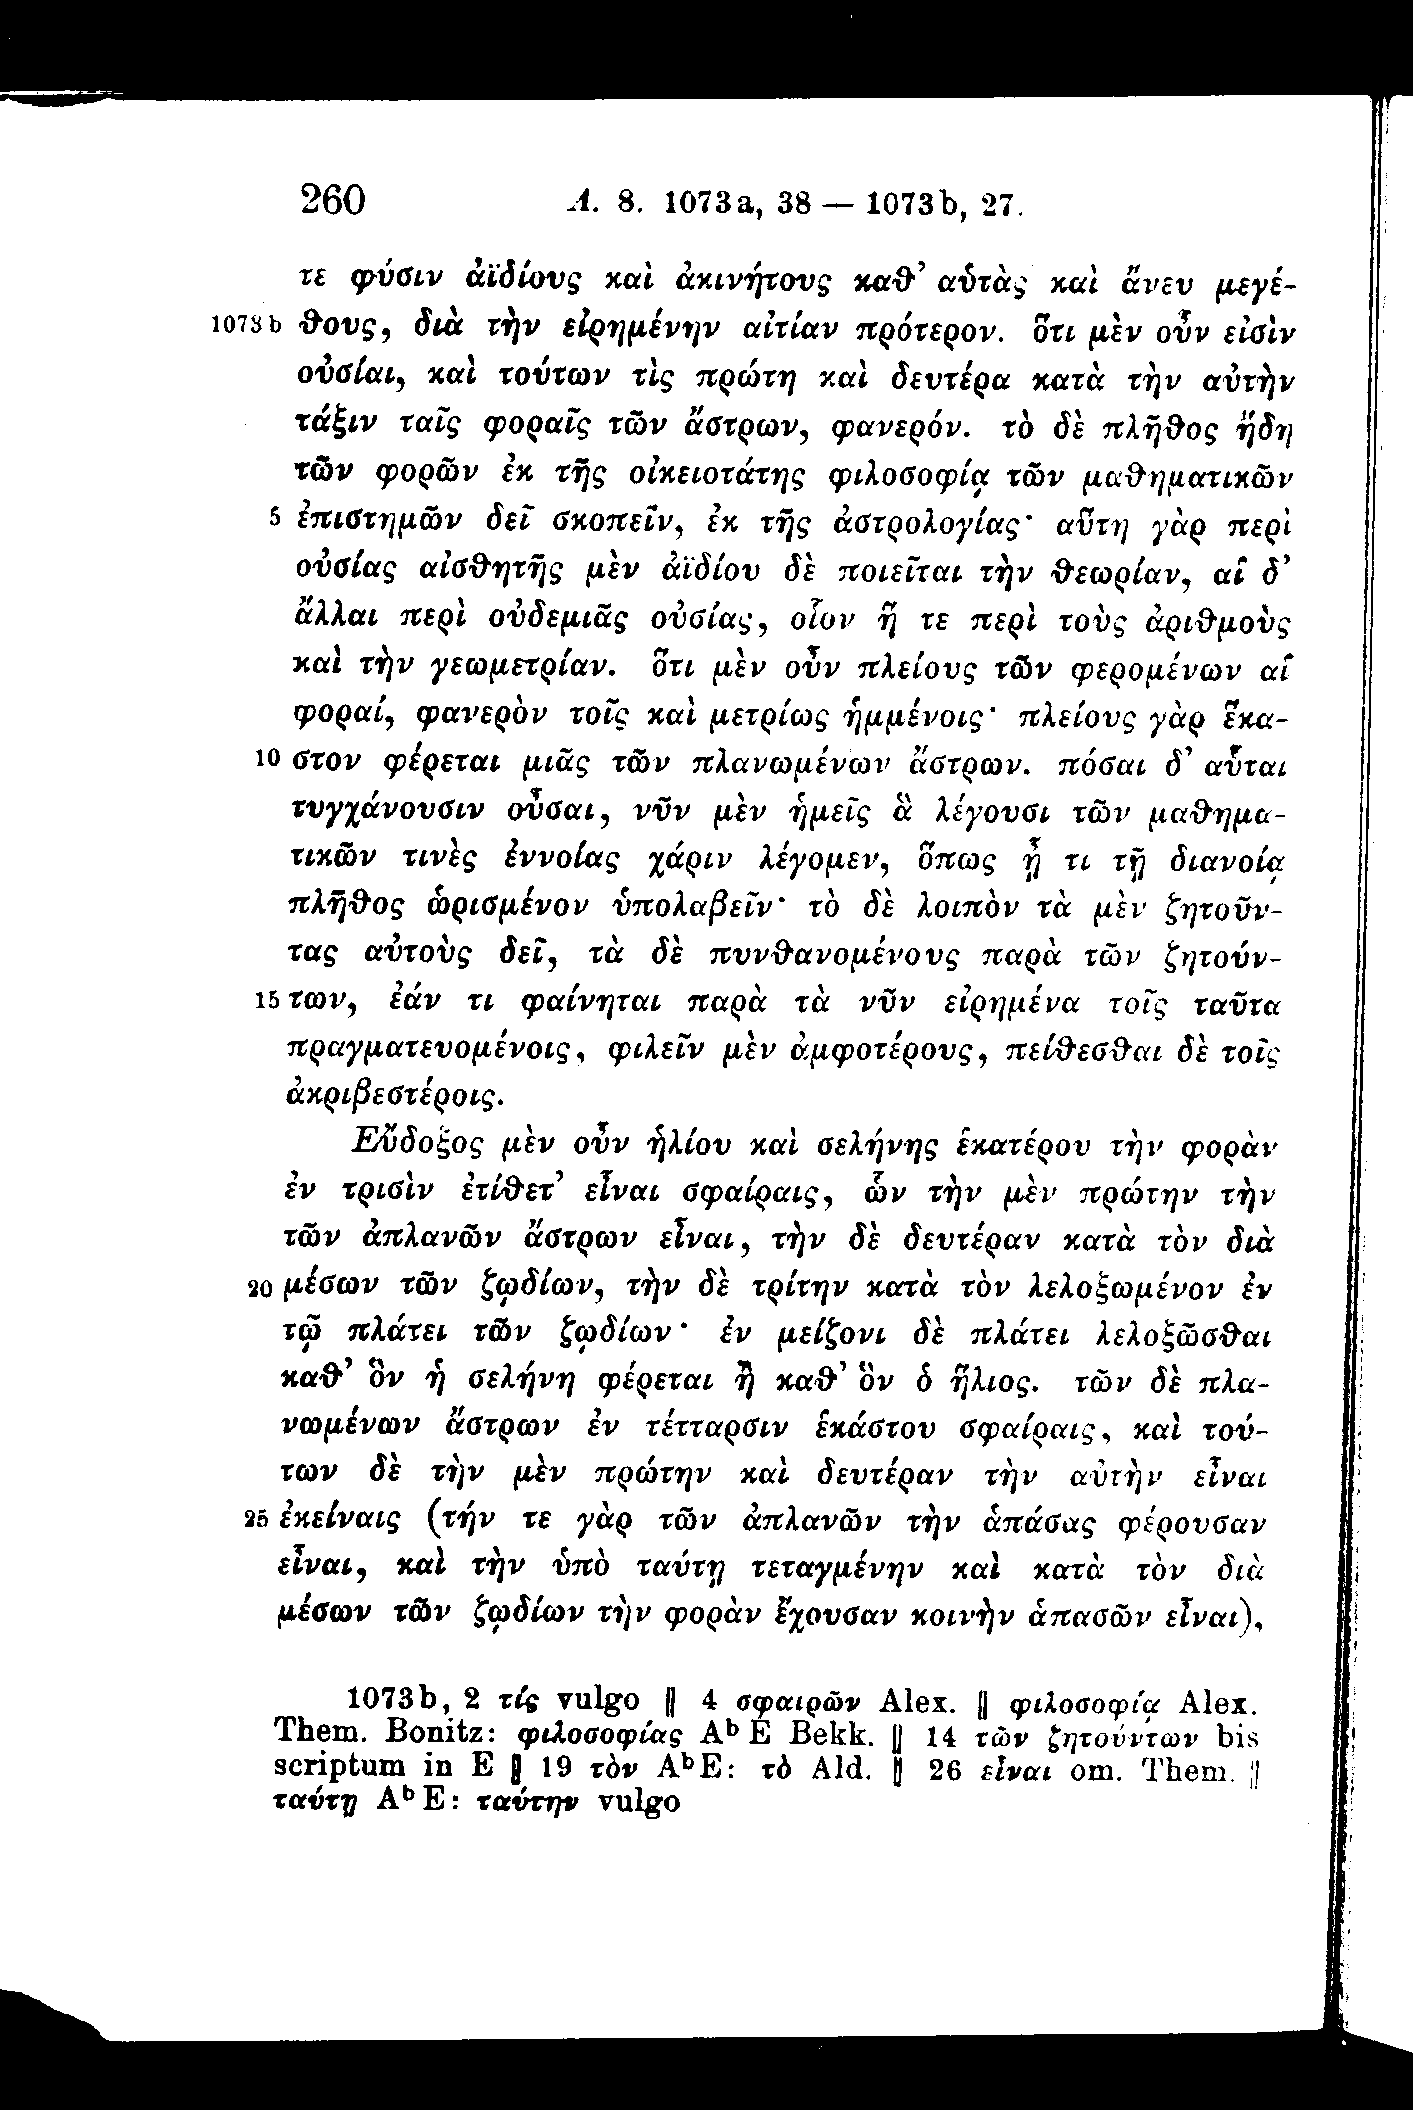 260 Λ. 8. 1073a, 38 — 1073b, 27.
τε φύσιν ἀϊδίους καὶ ἀκινήτους καθ’ αὑτὰς καὶ ἄνευ μεγέ-
1073b θους, διὰ τὴν εἰρημένην αἰτίαν πρότερον. ὅτι μὲν οὖν εἰσὶν
οὐσίαι, καὶ τούτων τὶς πρώτη καὶ δευτέρα κατὰ τὴν αὐτὴν
τάξιν ταῖς φοραῖς τῶν ἄστρων, φανερόν. τὸ δὲ πλῆθος ἤδη
τῶν φορῶν ἐκ τῆς οἰκειοτάτης φιλοσοφίᾳ τῶν μαθηματικῶν
5 ἐπιστημῶν δεῖ σκοπεῖν, ἐκ τῆς ἀστρολογίας· αὕτη γὰρ περὶ
οὐσίας αἰσθητῆς μὲν ἀϊδίου δὲ ποιεῖται τὴν θεωρίαν, αἱ δ’
ἄλλαι περὶ οὐδεμιᾶς οὐσίας, οἷον ἥ τε περὶ τοὺς ἀριθμοὺς
καὶ τὴν γεωμετρίαν. ὅτι μὲν οὖν πλείους τῶν φερομένων αἱ
φοραί, φανερὸν τοῖς καὶ μετρίως ἡμμένοις· πλείους γὰρ ἕκα-
10 στον φέρεται μιᾶς τῶν πλανωμένων ἄστρων. πόσαι δ’ αὗται
τυγχάνουσιν οὖσαι, νῦν μὲν ἡμεῖς ἃ λέγουσι τῶν μαθημα-
τικῶν τινὲς ἐννοίας χάριν λέγομεν, ὅπως ᾖ τι τῇ διανοίᾳ
πλῆθος ὡρισμένον ὑπολαβεῖν· τὸ δὲ λοιπὸν τὰ μὲν ζητοῦν-
τας αὐτοὺς δεῖ, τὰ δὲ πυνθανομένους παρὰ τῶν ζητούν-
15 των, ἐάν τι φαίνηται παρὰ τὰ νῦν εἰρημένα τοῖς ταῦτα
πραγματευομένοις, φιλεῖν μὲν ἀμφοτέρους, πείθεσθαι δὲ τοῖς
ἀκριβεστέροις.
Εὔδοξος μὲν οὖν ἡλίου καὶ σελήνης ἑκατέρου τὴν φορὰν
ἐν τρισὶν ἐτίθετ’ εἶναι σφαίραις, ὧν τὴν μὲν πρώτην τὴν
τῶν ἀπλανῶν ἄστρων εἶναι, τὴν δὲ δευτέραν κατὰ τὸν διὰ
20 μέσων τῶν ζῳδίων, τὴν δὲ τρίτην κατὰ τὸν λελοξωμένον ἐν
τῷ πλάτει τῶν ζῳδίων· ἐν μείζονι δὲ πλάτει λελοξῶσθαι
καθ’ ὃν ἡ σελήνη φέρεται ἢ καθ’ ὃν ὁ ἥλιος. τῶν δὲ πλα-
νωμένων ἄστρων ἐν τέτταρσιν ἑκάστου σφαίραις, καὶ τού-
των δὲ τὴν μὲν πρώτην καὶ δευτέραν τὴν αὐτὴν εἶναι
25 ἐκείναις (τήν τε γὰρ τῶν ἀπλανῶν τὴν ἁπάσας φέρουσαν
εἶναι, καὶ τὴν ὑπὸ ταύτῃ τεταγμένην καὶ κατὰ τὸν διὰ
μέσων τῶν ζῳδίων τὴν φορὰν ἔχουσαν κοινὴν ἁπασῶν εἶναι),
1073b, 2 τίς vulgo ‖ 4 σφαιρῶν Alex. ‖ φιλοσοφίᾳ Alex.
Them. Bonitz: φιλοσοφίας Aᵇ E Bekk. ‖ 14 τῶν ζητούντων bis
scriptum in E ‖ 19 τὸν AᵇE: τὸ Ald. ‖ 26 εἶναι om. Them. ‖
ταύτῃ Aᵇ E: ταύτην vulgo